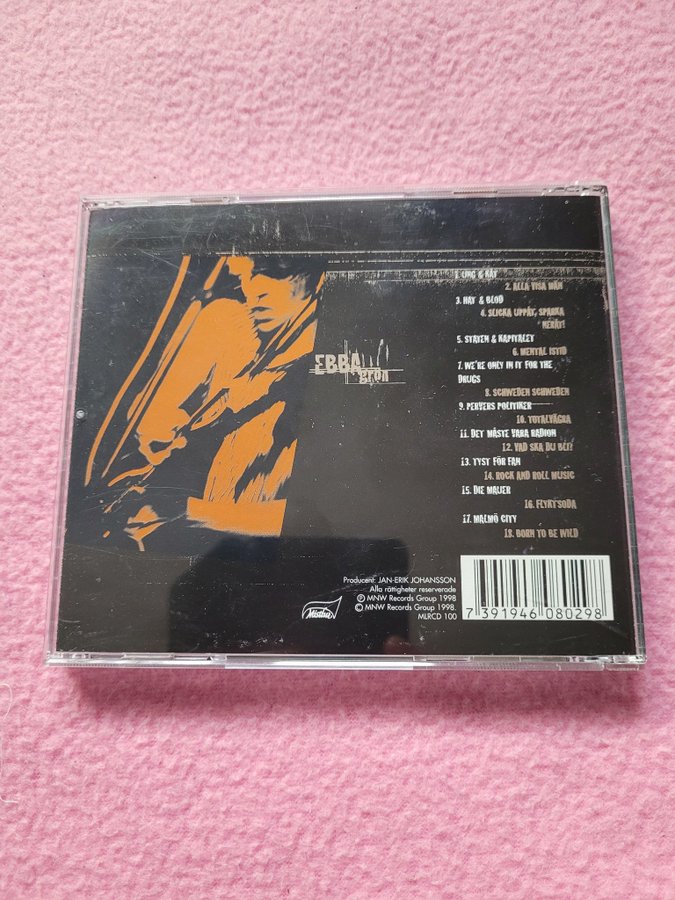 EBBA
GRÖN
1. UNG & KÅT
2. ALLA VISA MÄN
3. HAT & BLOD
4. SLICKA UPPÅT, SPARKA
NERÅT!
5. STATEN & KAPITALET
6. MENTAL ISTID
7. WE'RE ONLY IN IT FOR THE
DRUGS
8. SCHWEDEN SCHWEDEN
9. PERVERS POLITIKER
10. TOTALVÄGRA
11. DET MÅSTE VARA RADION
12. VAD SKA DU BLI?
13. TYST FÖR FAN
14. ROCK AND ROLL MUSIC
15. DIE MAUER
16. FLYKTSODA
17. MALMÖ CITY
18. BORN TO BE WILD
Producent: JAN-ERIK JOHANSSON
Alla rättigheter reserverade
℗ MNW Records Group 1998
© MNW Records Group 1998.
MLRCD 100
Mistlur
7 391946 080298